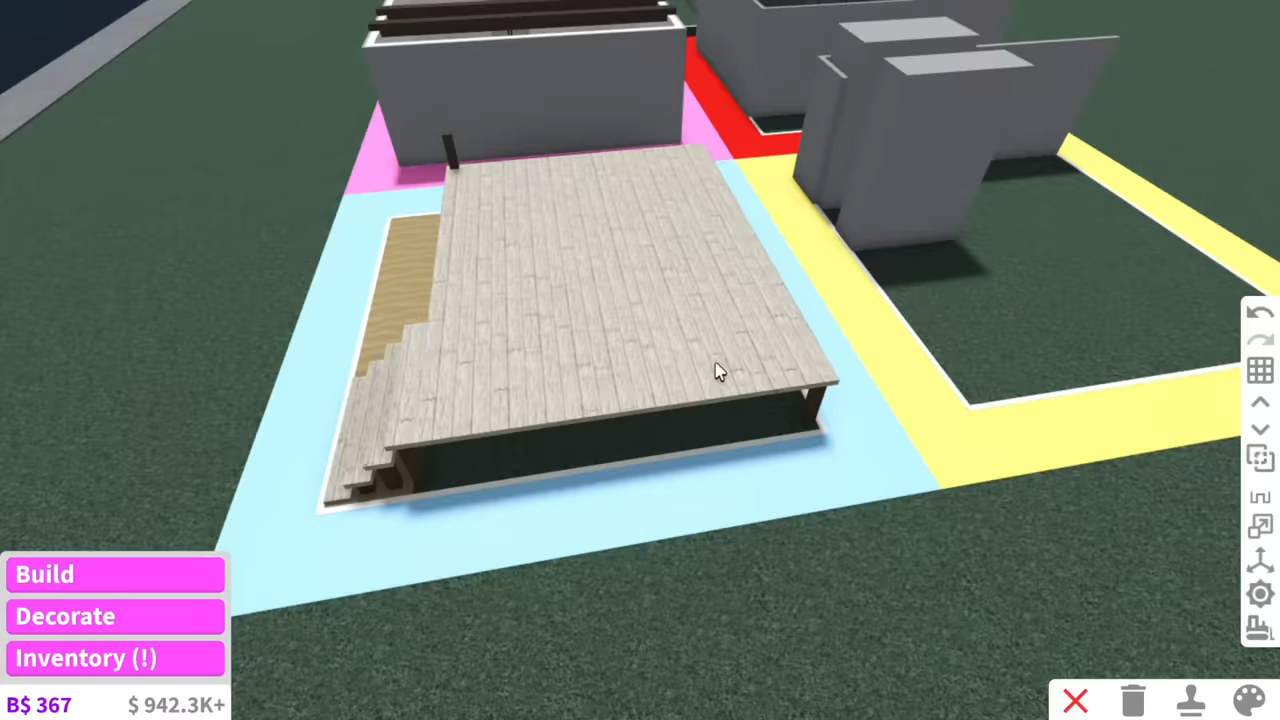 Build
Decorate
Inventory (!)
B$ 367 $ 942.3K+